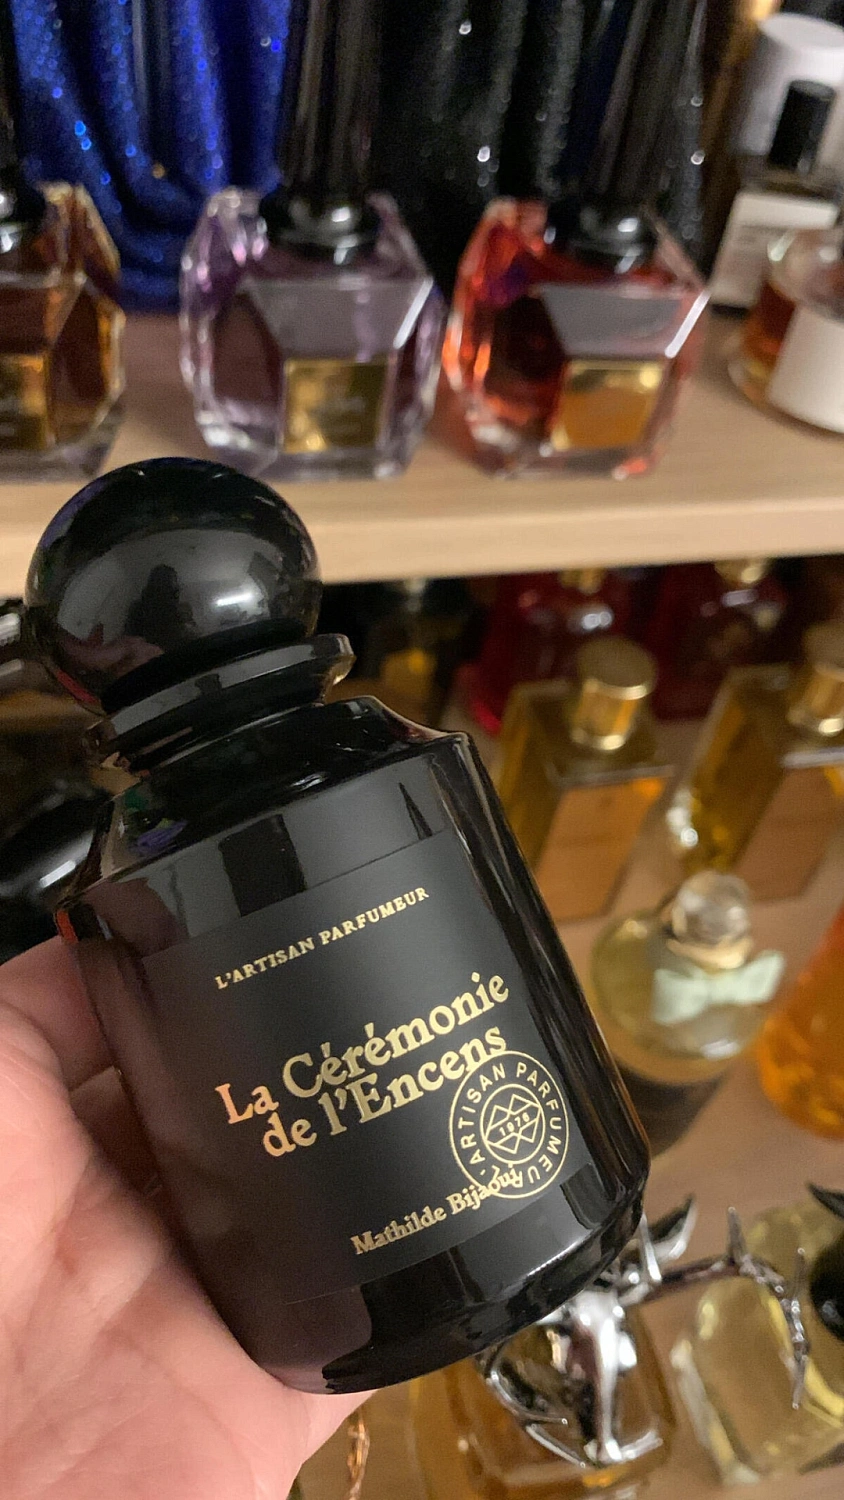 L'ARTISAN PARFUMEUR
La Cérémonie
de l'Encens
L'ARTISAN PARFUMEUR
1976
Mathilde Bijaoui